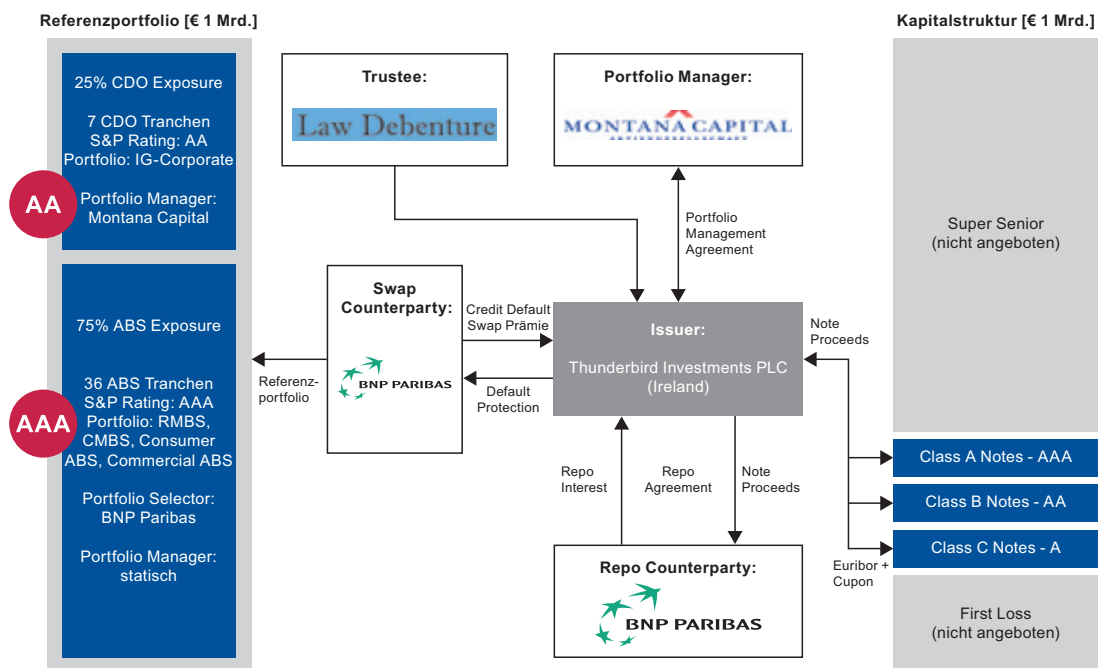 Referenzportfolio [€ 1 Mrd.]
25% CDO Exposure
7 CDO Tranchen
S&P Rating: AA
Portfolio: IG-Corporate
Portfolio Manager:
Montana Capital
AA
75% ABS Exposure
36 ABS Tranchen
S&P Rating: AAA
Portfolio: RMBS,
CMBS, Consumer
ABS, Commercial ABS
Portfolio Selector:
BNP Paribas
Portfolio Manager:
statisch
AAA
Trustee:
Law Debenture
Portfolio Manager:
MONTANA CAPITAL
AKTIENGESELLSCHAFT
Portfolio
Management
Agreement
Swap
Counterparty:
BNP PARIBAS
Referenz-
portfolio
Credit Default
Swap Prämie
Default
Protection
Issuer:
Thunderbird Investments PLC
(Ireland)
Repo
Interest
Repo
Agreement
Note
Proceeds
Repo Counterparty:
BNP PARIBAS
Note
Proceeds
Euribor +
Cupon
Kapitalstruktur [€ 1 Mrd.]
Super Senior
(nicht angeboten)
Class A Notes - AAA
Class B Notes - AA
Class C Notes - A
First Loss
(nicht angeboten)